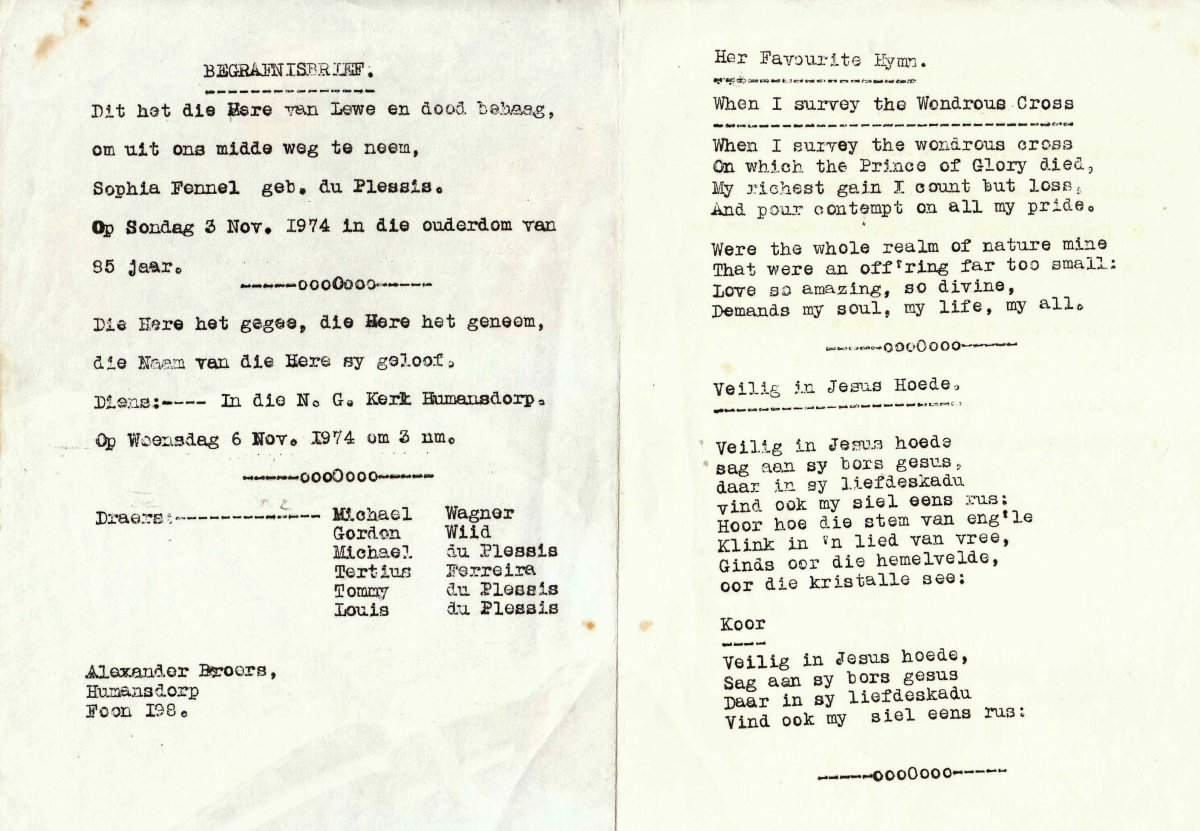 BEGRAFNISBRIEF.
Dit het die Here van Lewe en dood behaag,
om uit ons midde weg te neem,
Sophia Fennel geb. du Plessis.
Op Sondag 3 Nov. 1974 in die ouderdom van
85 jaar.
------oooOooo------
Die Here het gegee, die Here het geneem,
die Naam van die Here sy geloof.
Diens:---- In die N. G. Kerk Humansdorp.
Op Woensdag 6 Nov. 1974 om 3 nm.
------oooOooo------
Draers:--------------- Michael Wagner
Gordon Wiid
Michael du Plessis
Tertius Ferreira
Tommy du Plessis
Louis du Plessis
Alexander Broers,
Humansdorp
Foon 198.
Her Favourite Hymn.
When I survey the Wondrous Cross
When I survey the wondrous cross
On which the Prince of Glory died,
My richest gain I count but loss,
And pour contempt on all my pride.
Were the whole realm of nature mine
That were an off'ring far too small:
Love so amazing, so divine,
Demands my soul, my life, my all.
------oooOooo------
Veilig in Jesus Hoede.
Veilig in Jesus hoede
sag aan sy bors gesus,
daar in sy liefdeskadu
vind ook my siel eens rus:
Hoor hoe die stem van eng'le
Klink in 'n lied van vree,
Ginds oor die hemelvelde,
oor die kristalle see:
Koor
Veilig in Jesus hoede,
Sag aan sy bors gesus
Daar in sy liefdeskadu
Vind ook my siel eens rus:
------oooOooo------